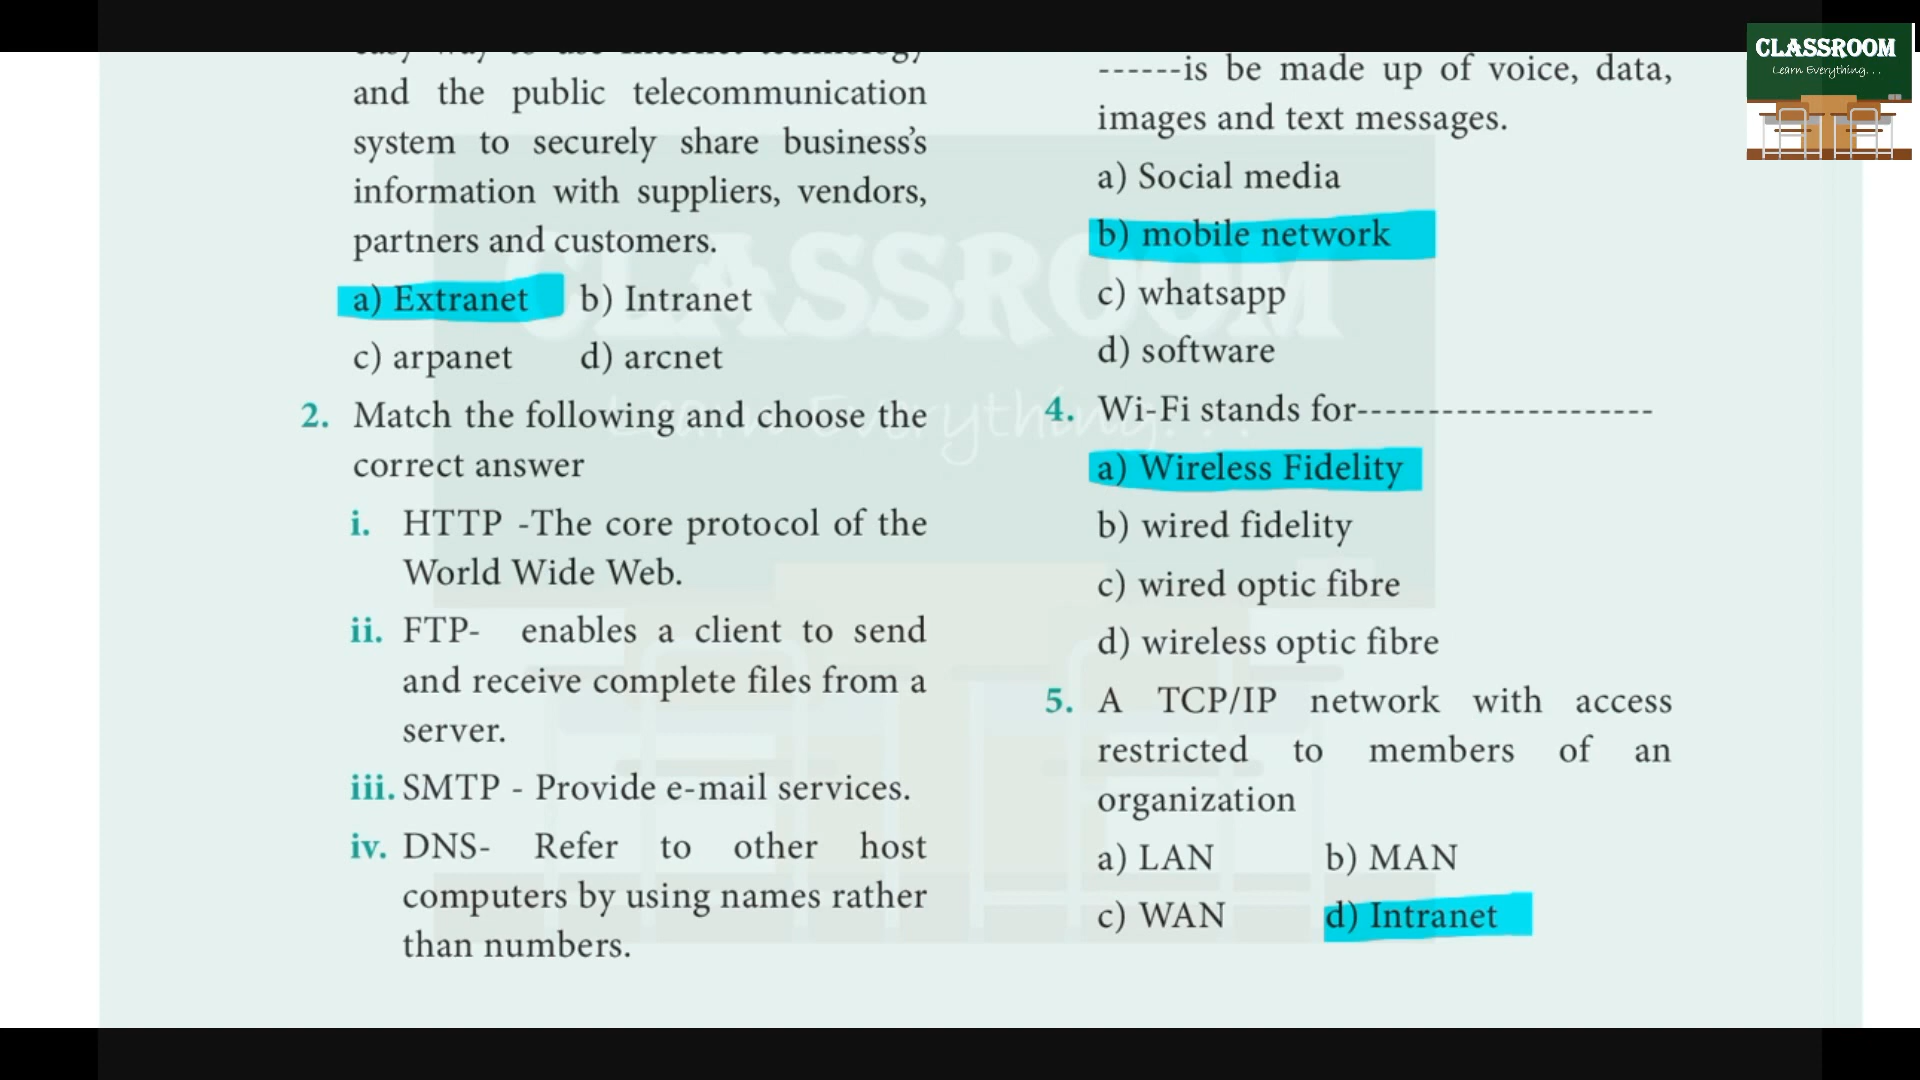 and the public telecommunication
system to securely share business's
information with suppliers, vendors,
partners and customers.
a) Extranet b) Intranet
c) arpanet d) arcnet
2. Match the following and choose the
correct answer
i. HTTP -The core protocol of the
World Wide Web.
ii. FTP- enables a client to send
and receive complete files from a
server.
iii. SMTP - Provide e-mail services.
iv. DNS- Refer to other host
computers by using names rather
than numbers.
------is be made up of voice, data,
images and text messages.
a) Social media
b) mobile network
c) whatsapp
d) software
4. Wi-Fi stands for---------------------
a) Wireless Fidelity
b) wired fidelity
c) wired optic fibre
d) wireless optic fibre
5. A TCP/IP network with access
restricted to members of an
organization
a) LAN b) MAN
c) WAN d) Intranet
CLASSROOM
Learn Everything...
CLASSROOM
Learn Everything...